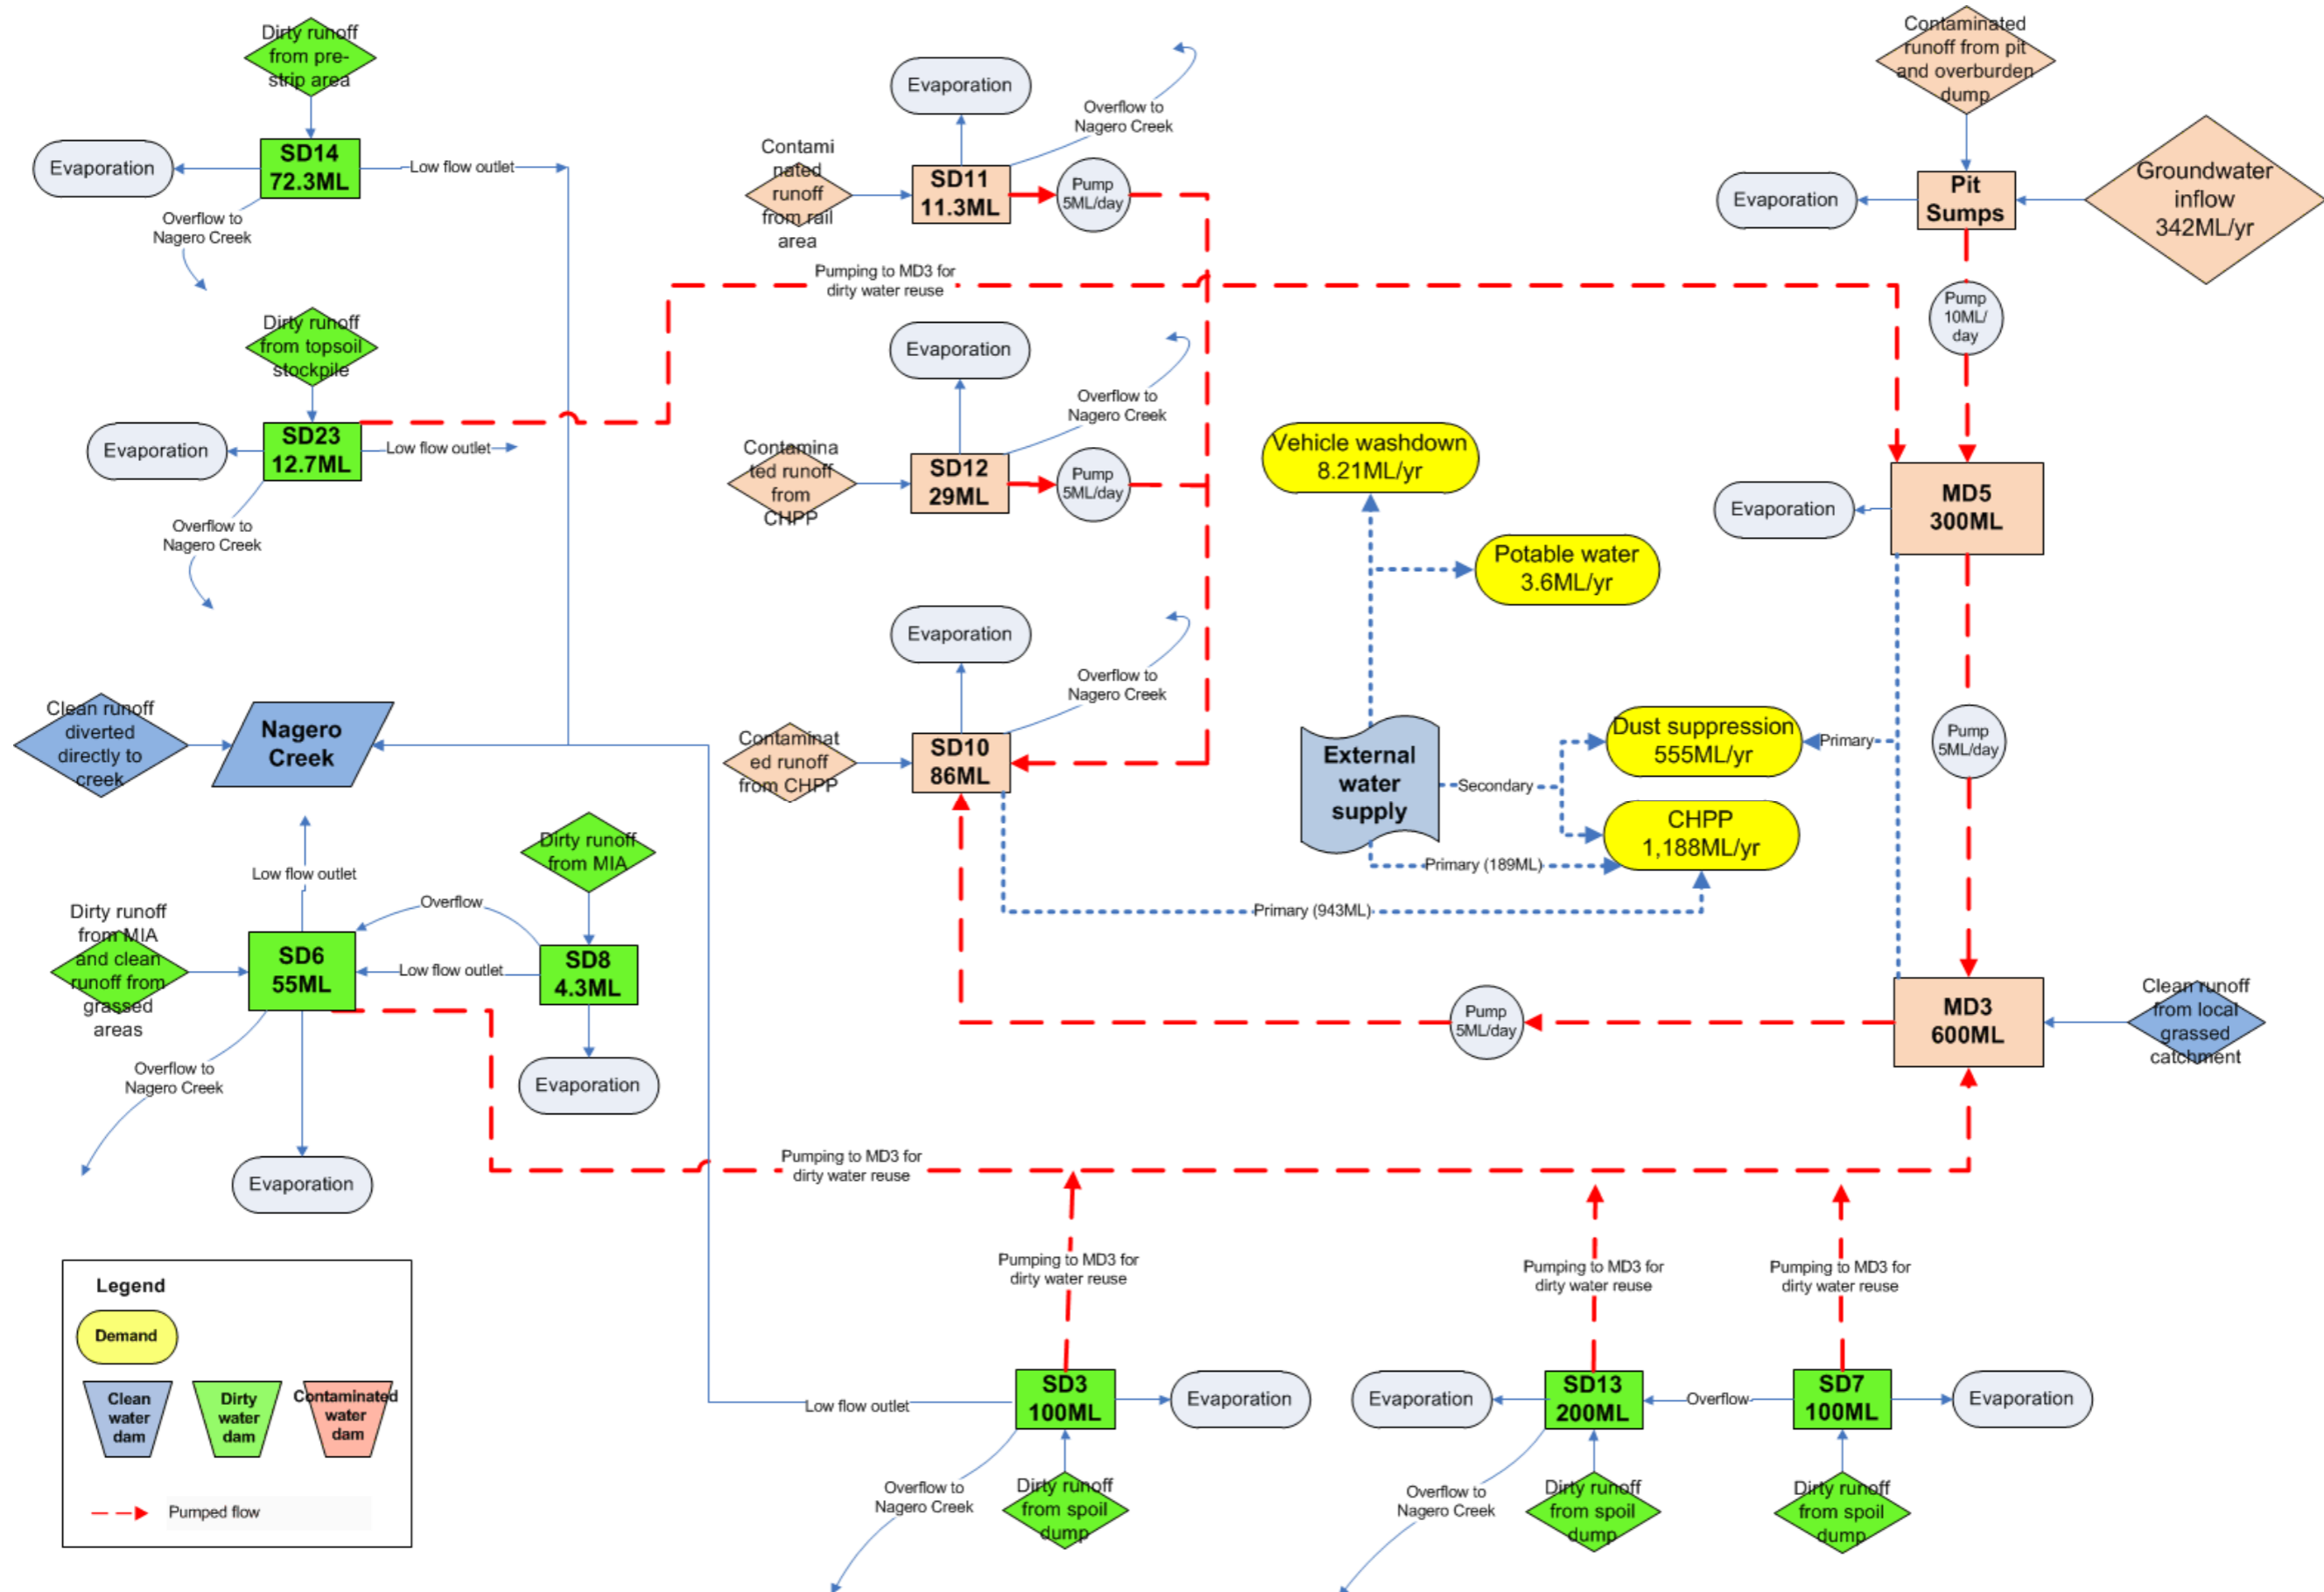 Dirty runoff
from pre-
strip area
SD14
72.3ML
Evaporation
Low flow outlet
Overflow to
Nagero Creek
Dirty runoff
from topsoil
stockpile
SD23
12.7ML
Evaporation
Low flow outlet
Overflow to
Nagero Creek
Pumping to MD3 for
dirty water reuse
Evaporation
Overflow to
Nagero Creek
Contami
nated
runoff
from rail
area
SD11
11.3ML
Pump
5ML/day
Evaporation
Overflow to
Nagero Creek
Contamina
ted runoff
from
CHPP
SD12
29ML
Pump
5ML/day
Evaporation
Overflow to
Nagero Creek
Contaminat
ed runoff
from CHPP
SD10
86ML
Contaminated
runoff from pit
and overburden
dump
Evaporation
Pit
Sumps
Groundwater
inflow
342ML/yr
Pump
10ML/
day
Evaporation
MD5
300ML
Vehicle washdown
8.21ML/yr
Potable water
3.6ML/yr
External
water
supply
Secondary
Dust suppression
555ML/yr
Primary
CHPP
1,188ML/yr
Primary (189ML)
Primary (943ML)
Pump
5ML/day
MD3
600ML
Clean runoff
from local
grassed
catchment
Pump
5ML/day
Clean runoff
diverted
directly to
creek
Nagero
Creek
Low flow outlet
Dirty runoff
from MIA
Overflow
Dirty runoff
from MIA
and clean
runoff from
grassed
areas
SD6
55ML
Low flow outlet
SD8
4.3ML
Evaporation
Overflow to
Nagero Creek
Evaporation
Pumping to MD3 for
dirty water reuse
Pumping to MD3 for
dirty water reuse
Pumping to MD3 for
dirty water reuse
Pumping to MD3 for
dirty water reuse
Low flow outlet
SD3
100ML
Evaporation
Overflow to
Nagero Creek
Dirty runoff
from spoil
dump
Evaporation
SD13
200ML
Overflow
SD7
100ML
Evaporation
Overflow to
Nagero Creek
Dirty runoff
from spoil
dump
Dirty runoff
from spoil
dump
Legend
Demand
Clean
water
dam
Dirty
water
dam
Contaminated
water
dam
Pumped flow